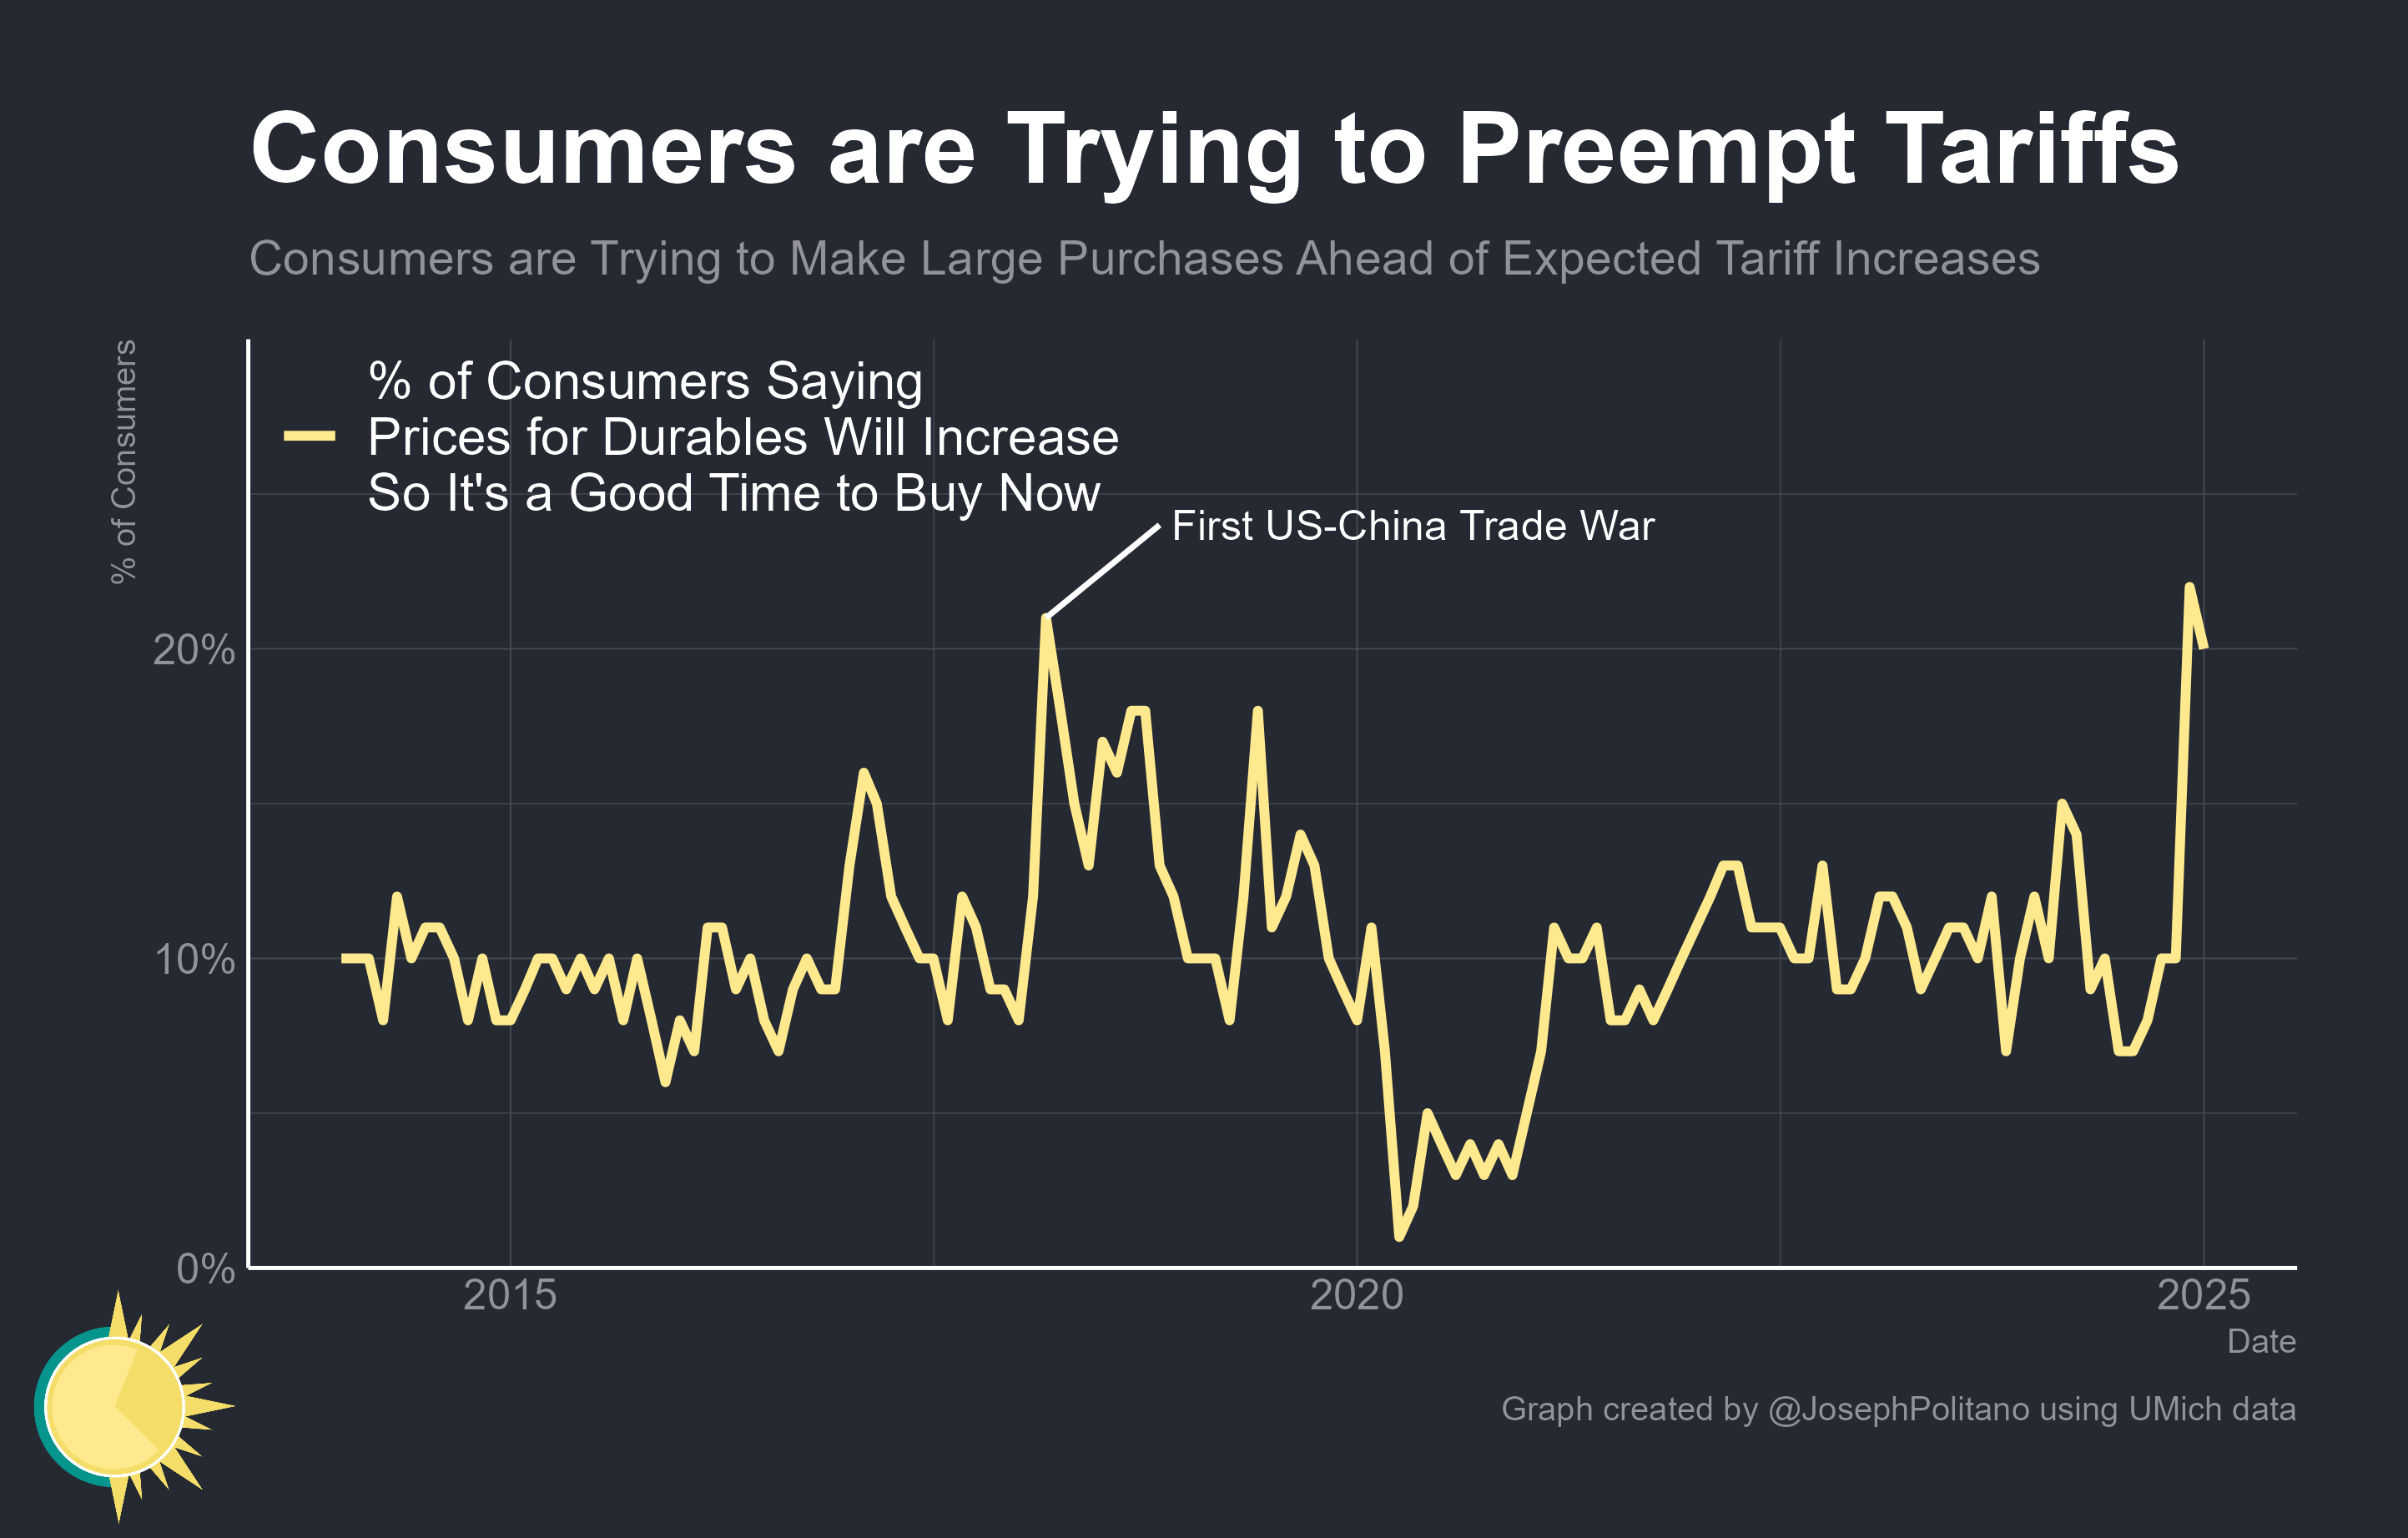 Consumers are Trying to Preempt Tariffs
Consumers are Trying to Make Large Purchases Ahead of Expected Tariff Increases
% of Consumers
% of Consumers Saying
Prices for Durables Will Increase
So It's a Good Time to Buy Now
First US-China Trade War
20%
10%
0%
2015
2020
2025
Date
Graph created by @JosephPolitano using UMich data